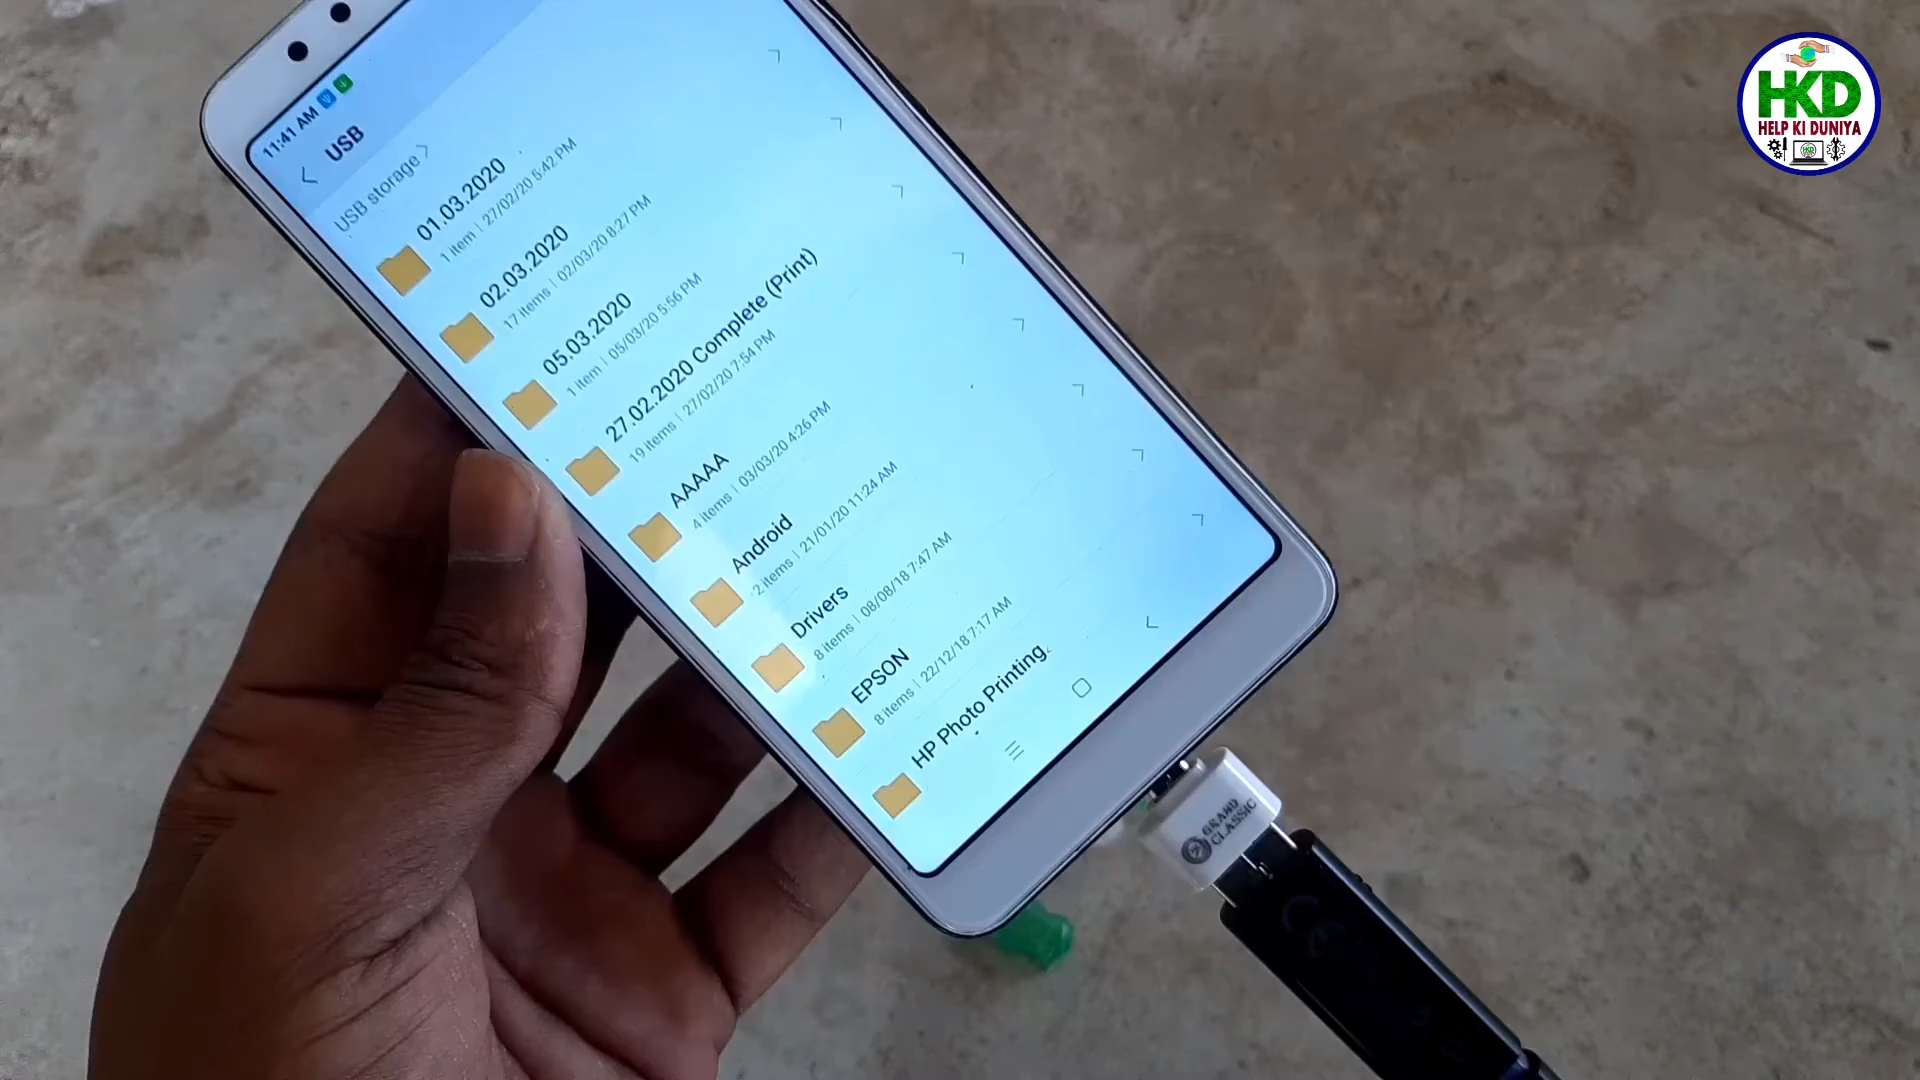 11:41 AM
USB
USB storage
01.03.2020
1 item | 27/02/20 5:42 PM
02.03.2020
17 items | 02/03/20 8:27 PM
05.03.2020
1 item | 05/03/20 5:56 PM
27.02.2020 Complete (Print)
19 items | 27/02/20 7:54 PM
AAAAA
4 items | 03/03/20 4:26 PM
Android
2 items | 21/01/20 11:24 AM
Drivers
8 items | 08/08/18 7:47 AM
EPSON
8 items | 22/12/18 7:17 AM
HP Photo Printing
GRAND
CLASSIC
CE
HKD
HELP KI DUNIYA
HKD